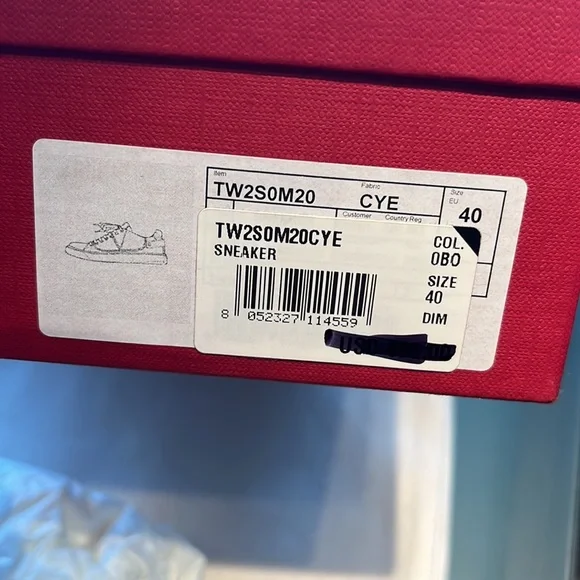 Item
TW2S0M20
Fabric
CYE
Size
EU
40
Customer
Country Reg
TW2S0M20CYE
SNEAKER
COL.
0BO
SIZE
40
DIM
8 052327 114559
US